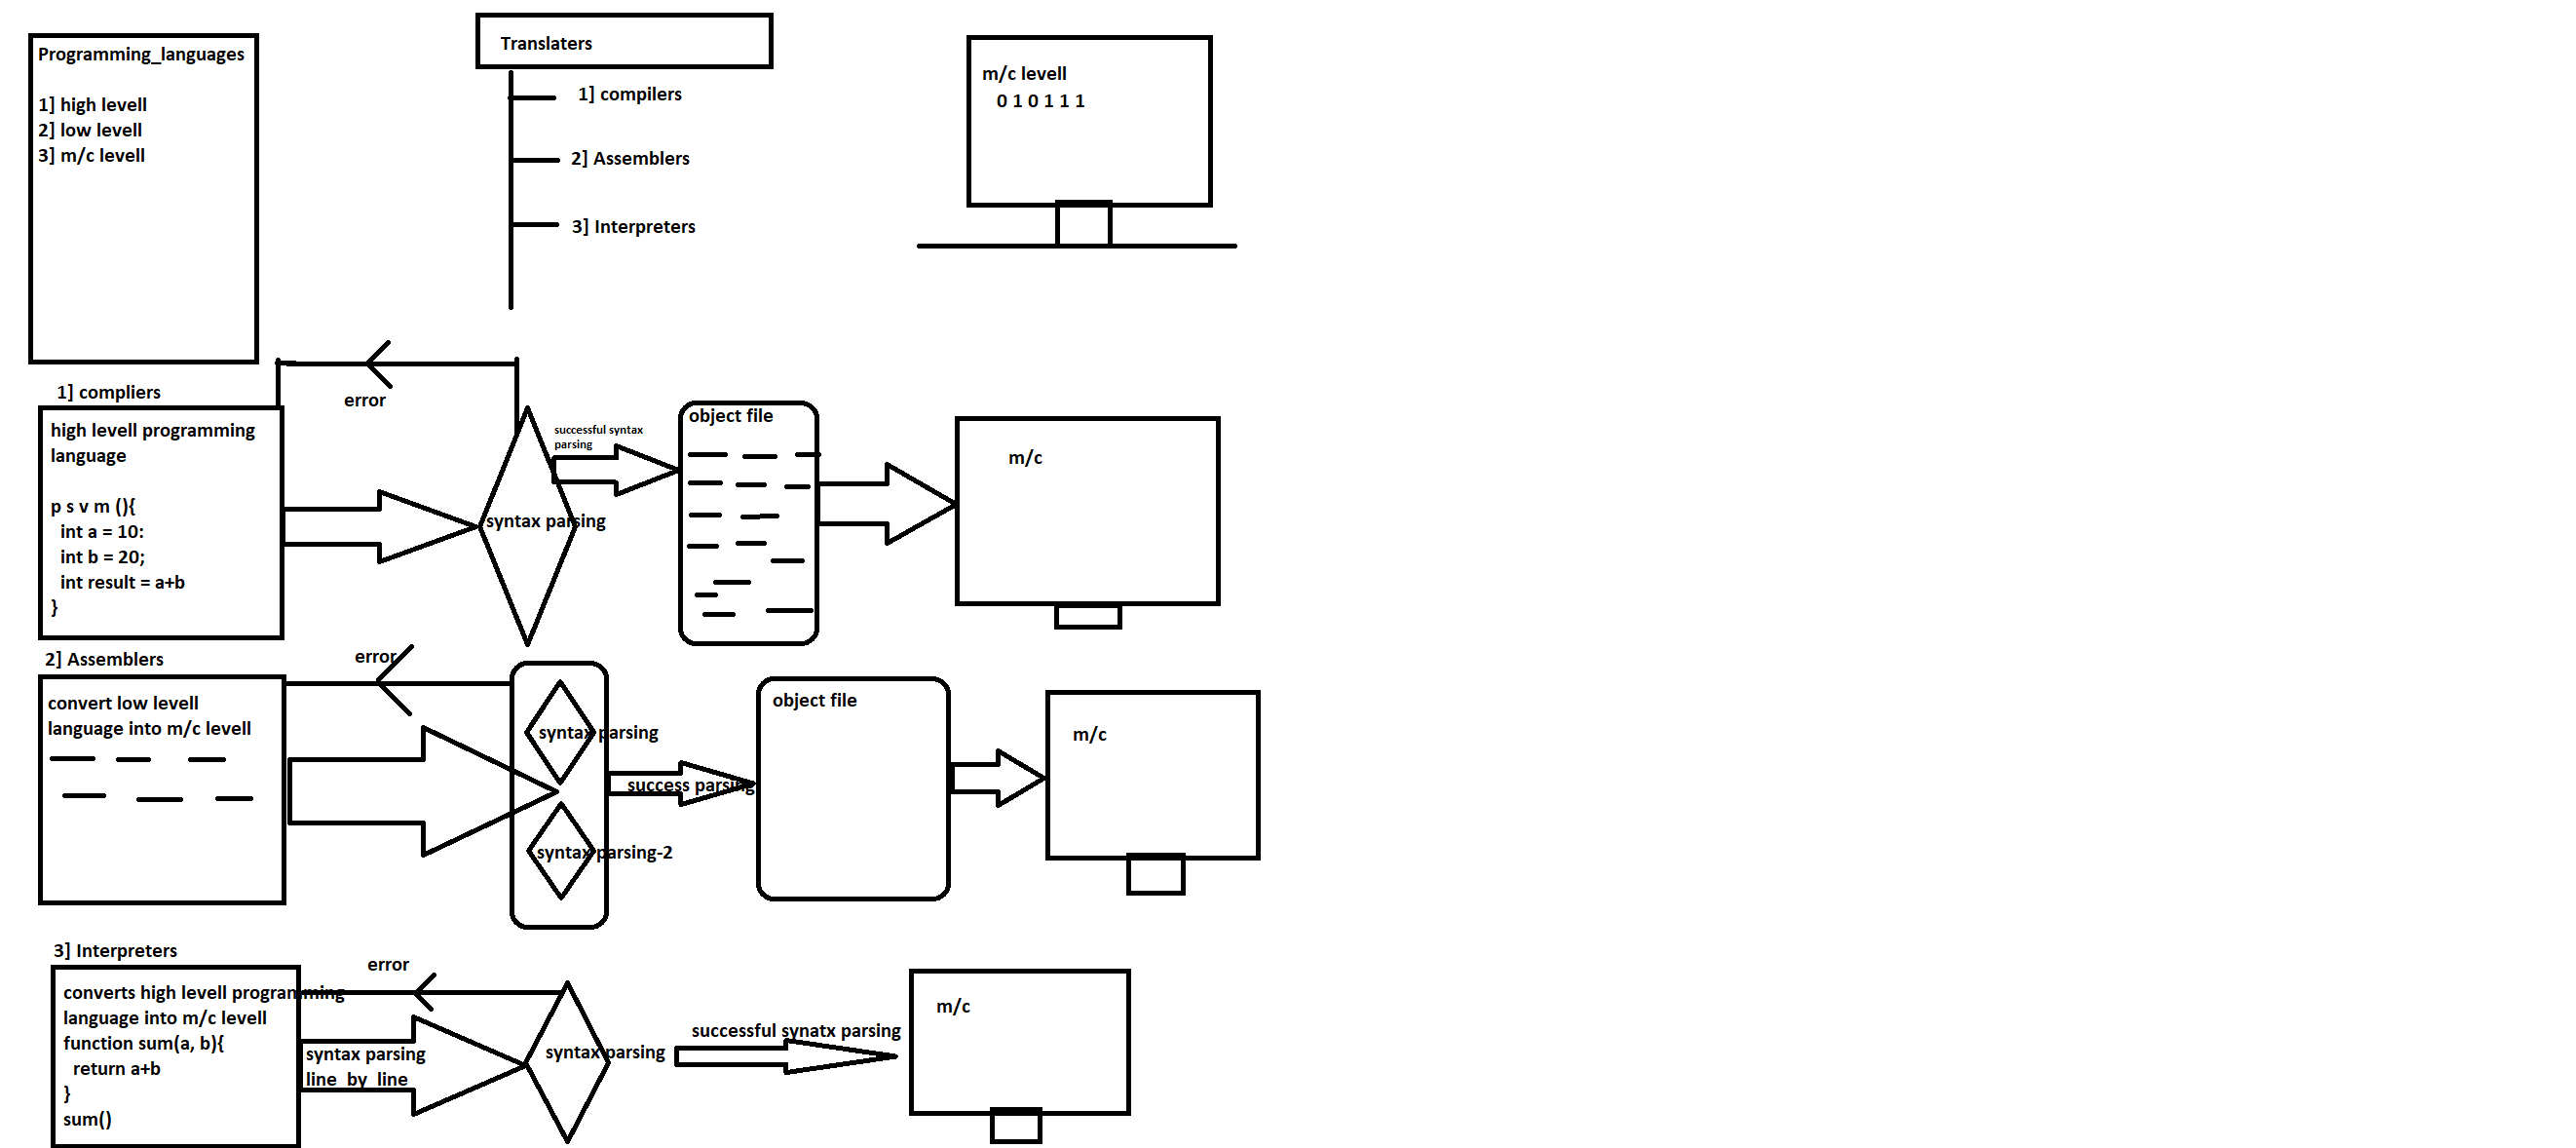 Programming_languages
1] high levell
2] low levell
3] m/c levell
Translaters
1] compilers
2] Assemblers
3] Interpreters
m/c levell
0 1 0 1 1 1
1] compliers
high levell programming
language
p s v m (){
int a = 10:
int b = 20;
int result = a+b
}
error
syntax parsing
successful syntax
parsing
object file
m/c
2] Assemblers
convert low levell
language into m/c levell
error
syntax parsing
syntax parsing-2
success parsing
object file
m/c
3] Interpreters
converts high levell programming
language into m/c levell
function sum(a, b){
return a+b
}
sum()
error
syntax parsing
line_by_line
syntax parsing
successful synatx parsing
m/c